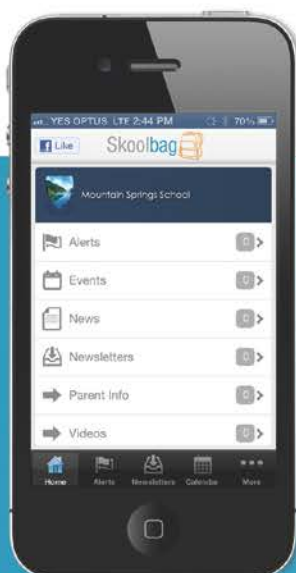 YES OPTUS LTE 2:44 PM 70%
f Like Skoolbag
Mountain Springs School
Alerts 0
Events 0
News 0
Newsletters 0
Parent Info 0
Videos 0
Home Alerts Newsletters Calendar More